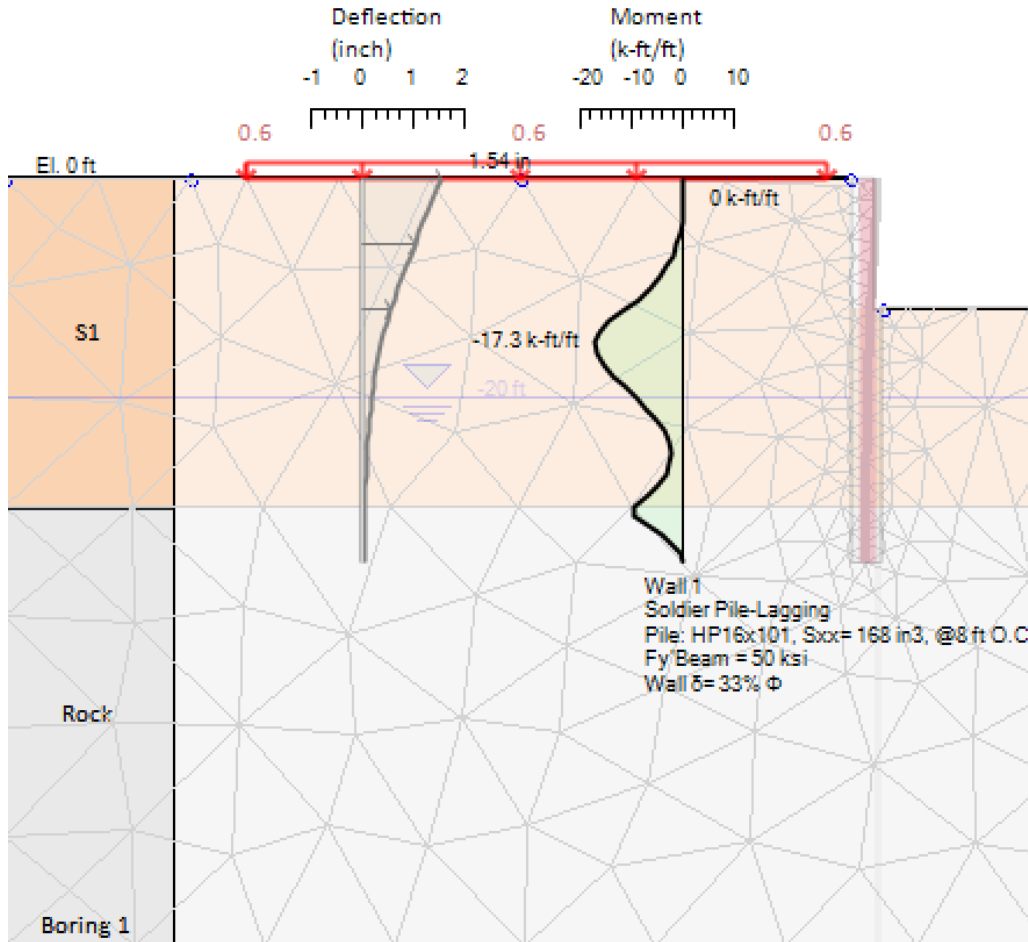 Deflection
(inch)
-1 0 1 2
Moment
(k-ft/ft)
-20 -10 0 10
0.6
0.6
0.6
El. 0 ft
1.54 in
0 k-ft/ft
S1
-17.3 k-ft/ft
-20 ft
Wall 1
Soldier Pile-Lagging
Pile: HP16x101, Sxx= 168 in3, @8 ft O.C
Fy'Beam = 50 ksi
Wall δ= 33% Φ
Rock
Boring 1